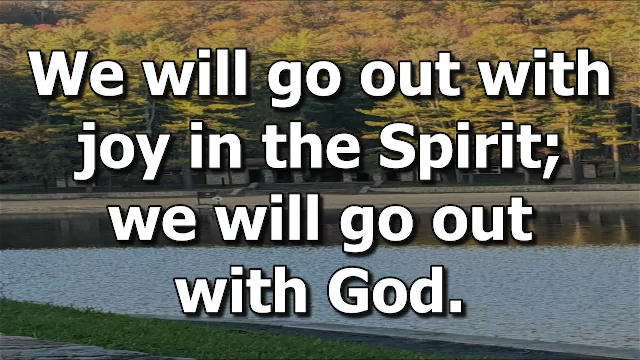 We will go out with
joy in the Spirit;
we will go out
with God.